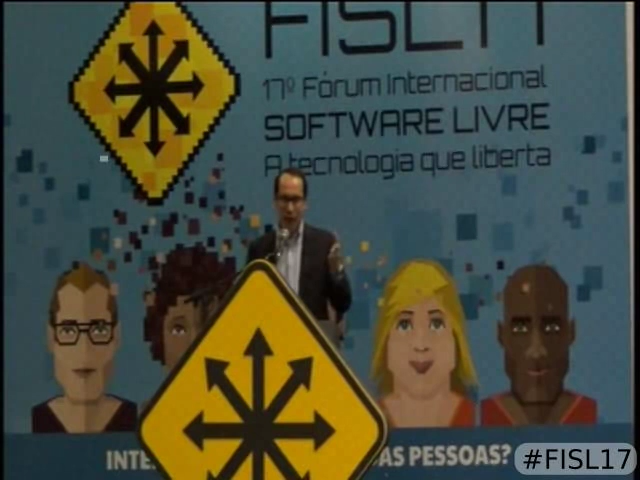 FISL17
17º Fórum Internacional
SOFTWARE LIVRE
A tecnologia que liberta
AS PESSOAS?
#FISL17